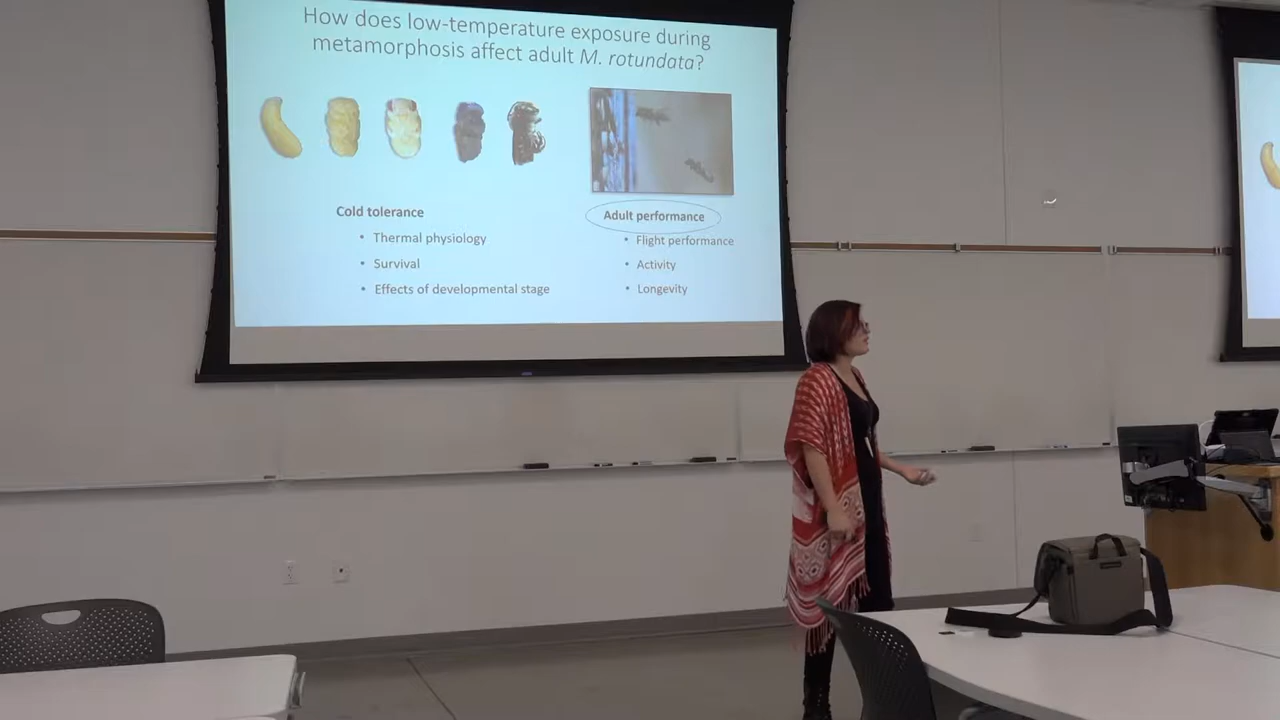 How does low-temperature exposure during
metamorphosis affect adult M. rotundata?
Cold tolerance
• Thermal physiology
• Survival
• Effects of developmental stage
Adult performance
• Flight performance
• Activity
• Longevity